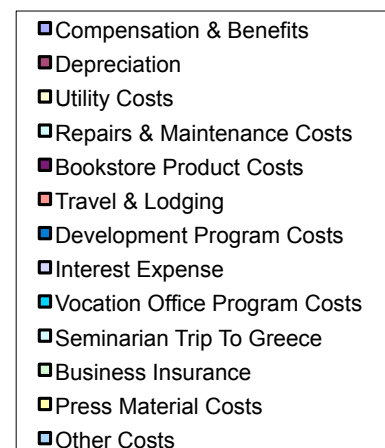 Compensation & Benefits
Depreciation
Utility Costs
Repairs & Maintenance Costs
Bookstore Product Costs
Travel & Lodging
Development Program Costs
Interest Expense
Vocation Office Program Costs
Seminarian Trip To Greece
Business Insurance
Press Material Costs
Other Costs